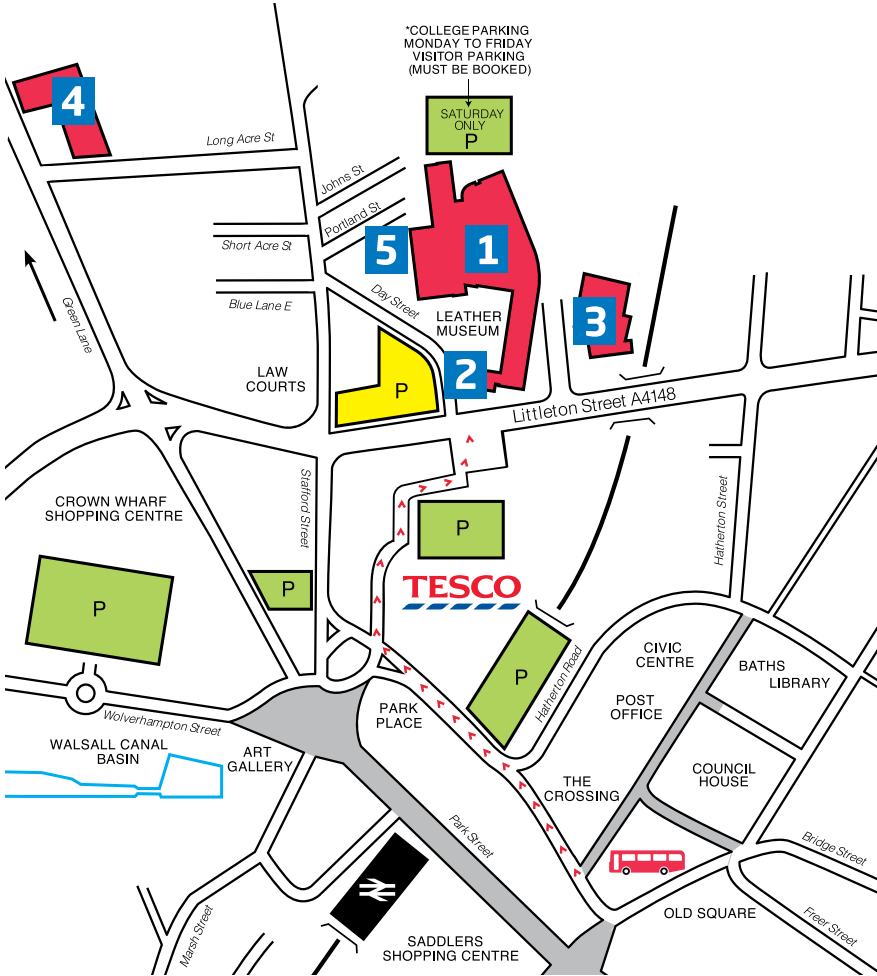 *COLLEGE PARKING
MONDAY TO FRIDAY
VISITOR PARKING
(MUST BE BOOKED)
SATURDAY
ONLY
P
4
Long Acre St
Johns St
Portland St
Short Acre St
5
1
Blue Lane E
Day Street
Green Lane
LEATHER
MUSEUM
3
LAW
COURTS
P
2
Littleton Street A4148
Stafford Street
Hatherton Street
CROWN WHARF
SHOPPING CENTRE
P
P
P
TESCO
P
Hatherton Road
CIVIC
CENTRE
BATHS
LIBRARY
POST
OFFICE
PARK
PLACE
Wolverhampton Street
WALSALL CANAL
BASIN
ART
GALLERY
THE
CROSSING
COUNCIL
HOUSE
Park Street
Bridge Street
Freer Street
OLD SQUARE
Marsh Street
SADDLERS
SHOPPING CENTRE